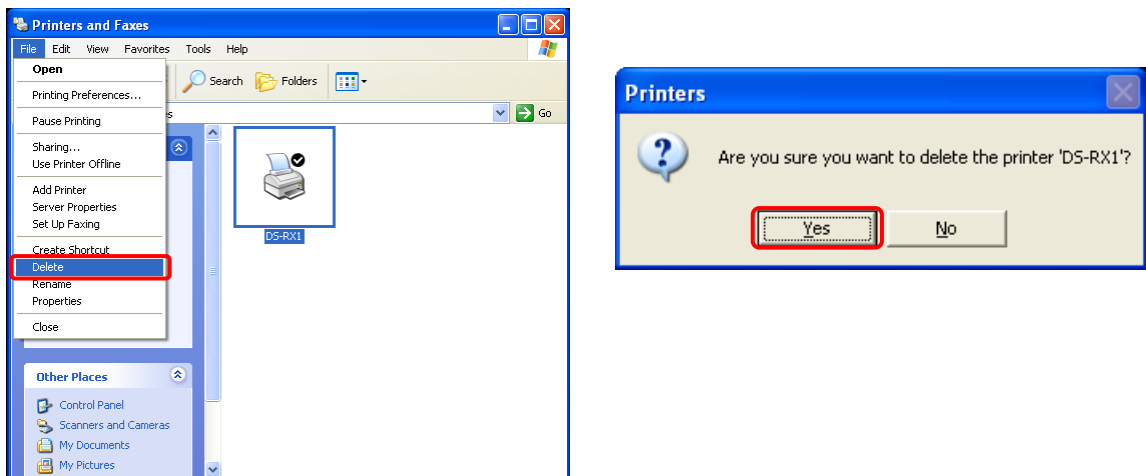 Printers and Faxes
File Edit View Favorites Tools Help
Open
Printing Preferences...
Pause Printing
Sharing...
Use Printer Offline
Add Printer
Server Properties
Set Up Faxing
Create Shortcut
Delete
Rename
Properties
Close
Search Folders
Go
DS-RX1
Other Places
Control Panel
Scanners and Cameras
My Documents
My Pictures
Printers
Are you sure you want to delete the printer 'DS-RX1'?
Yes No